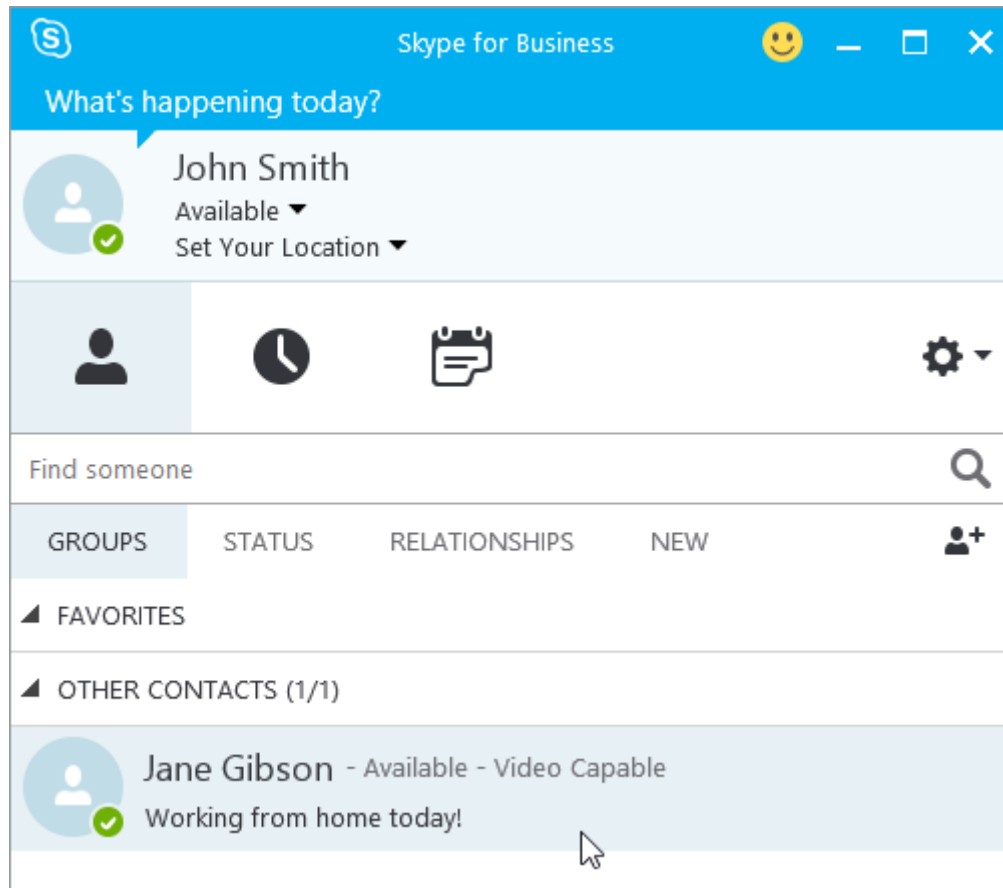 Skype for Business
What's happening today?
John Smith
Available
Set Your Location
Find someone
GROUPS STATUS RELATIONSHIPS NEW
FAVORITES
OTHER CONTACTS (1/1)
Jane Gibson - Available - Video Capable
Working from home today!